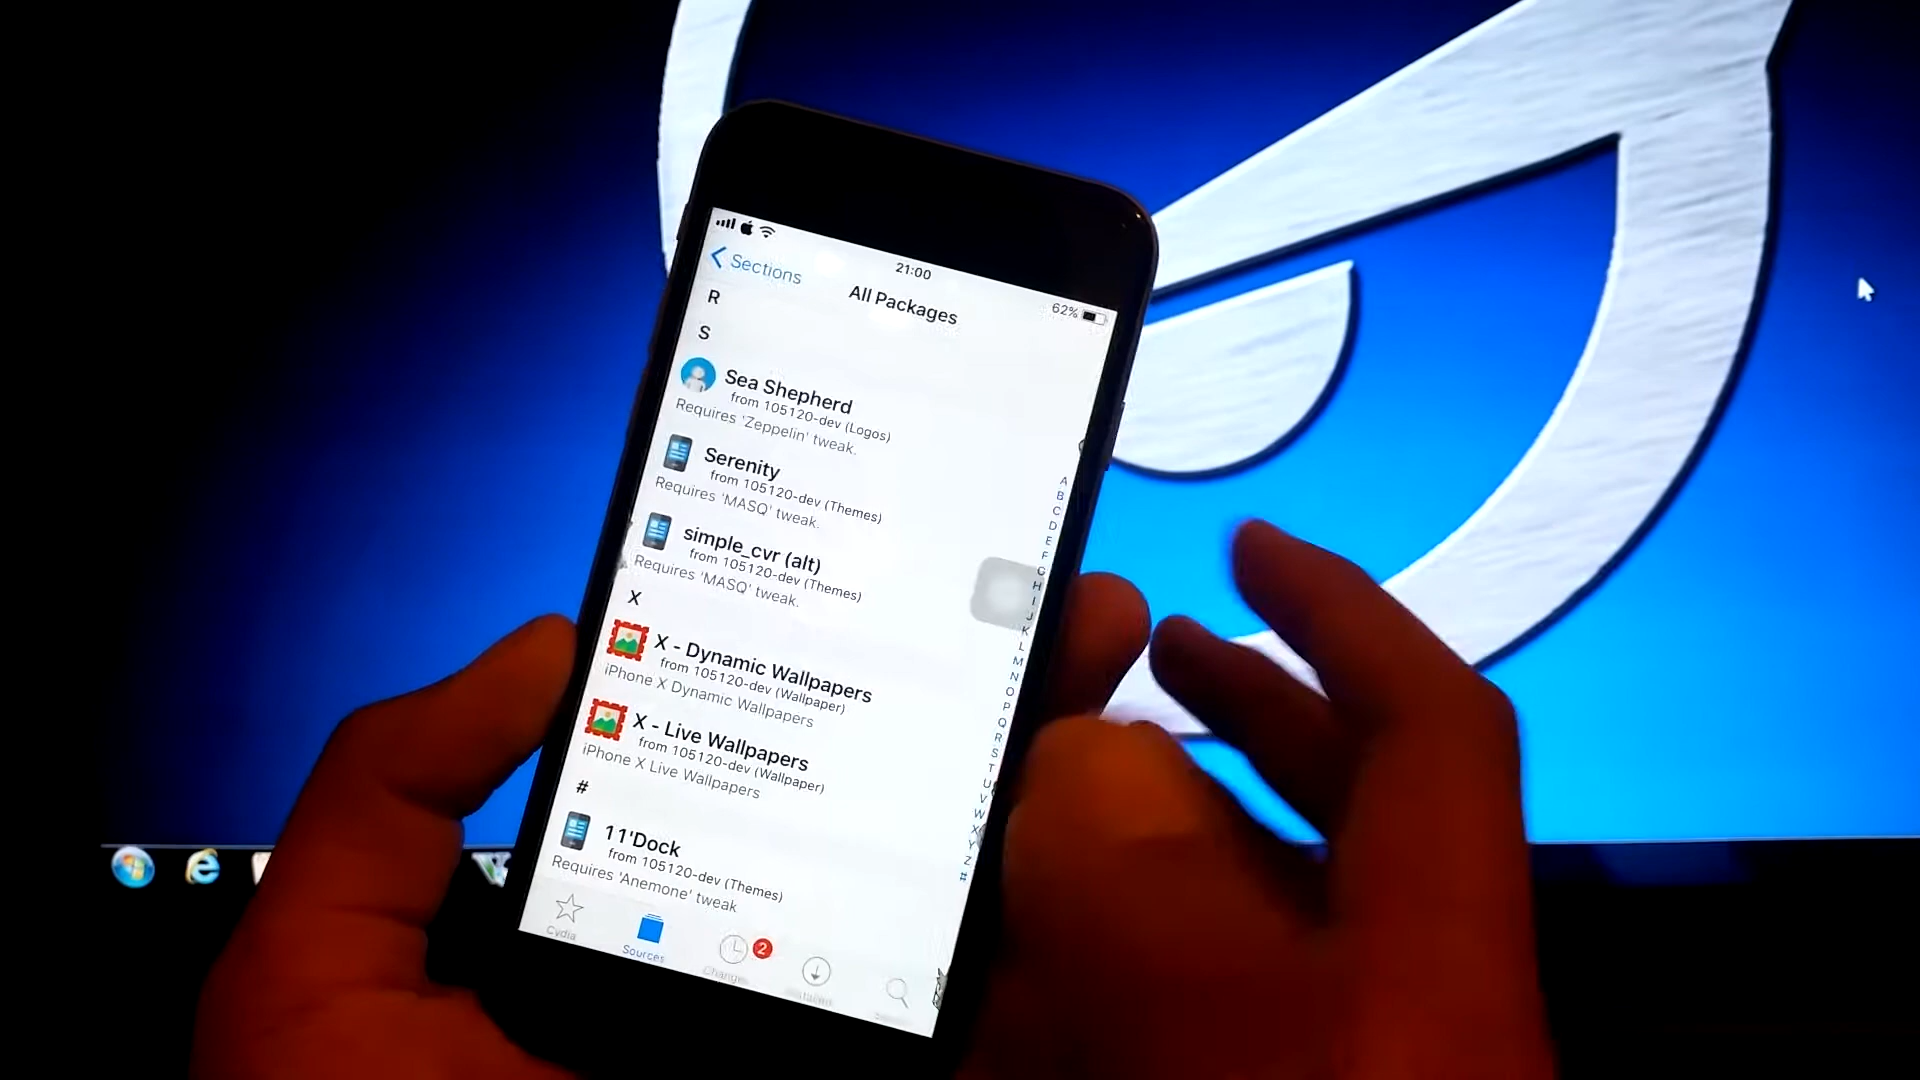 21:00
62%
Sections
All Packages
R
S
Sea Shepherd
from 105120-dev (Logos)
Requires 'Zeppelin' tweak.
Serenity
from 105120-dev (Themes)
Requires 'MASQ' tweak.
simple_cvr (alt)
from 105120-dev (Themes)
Requires 'MASQ' tweak.
X
X - Dynamic Wallpapers
from 105120-dev (Wallpaper)
iPhone X Dynamic Wallpapers
X - Live Wallpapers
from 105120-dev (Wallpaper)
iPhone X Live Wallpapers
#
11'Dock
from 105120-dev (Themes)
Requires 'Anemone' tweak
A
B
C
D
E
F
G
H
I
J
K
L
M
N
O
P
Q
R
S
T
U
V
W
X
Y
Z
#
Cydia
Sources
Changes
2